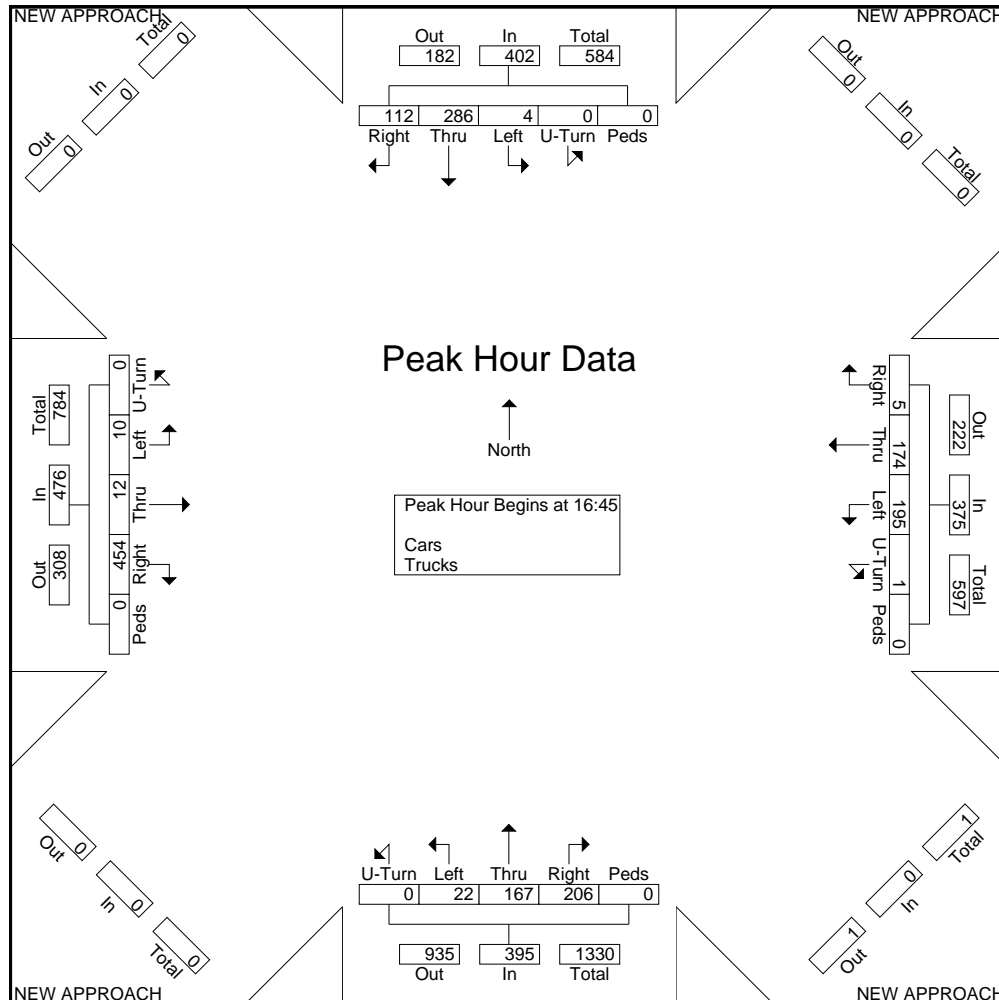 NEW APPROACH
NEW APPROACH
Total
0
In
0
Out
0
Out In Total
182 402 584
112 286 4 0 0
Right Thru Left U-Turn Peds
Out
0
In
0
Total
0
Peak Hour Data
North
Peak Hour Begins at 16:45
Cars
Trucks
Total
784
In
476
Out
308
0
U-Turn
10
Left
12
Thru
454
Right
0
Peds
Right
5
Thru
174
Left
195
U-Turn
1
Peds
0
Out
222
In
375
Total
597
Out
0
In
0
Total
0
U-Turn Left Thru Right Peds
0 22 167 206 0
935 395 1330
Out In Total
1
Total
0
In
1
Out
NEW APPROACH
NEW APPROACH